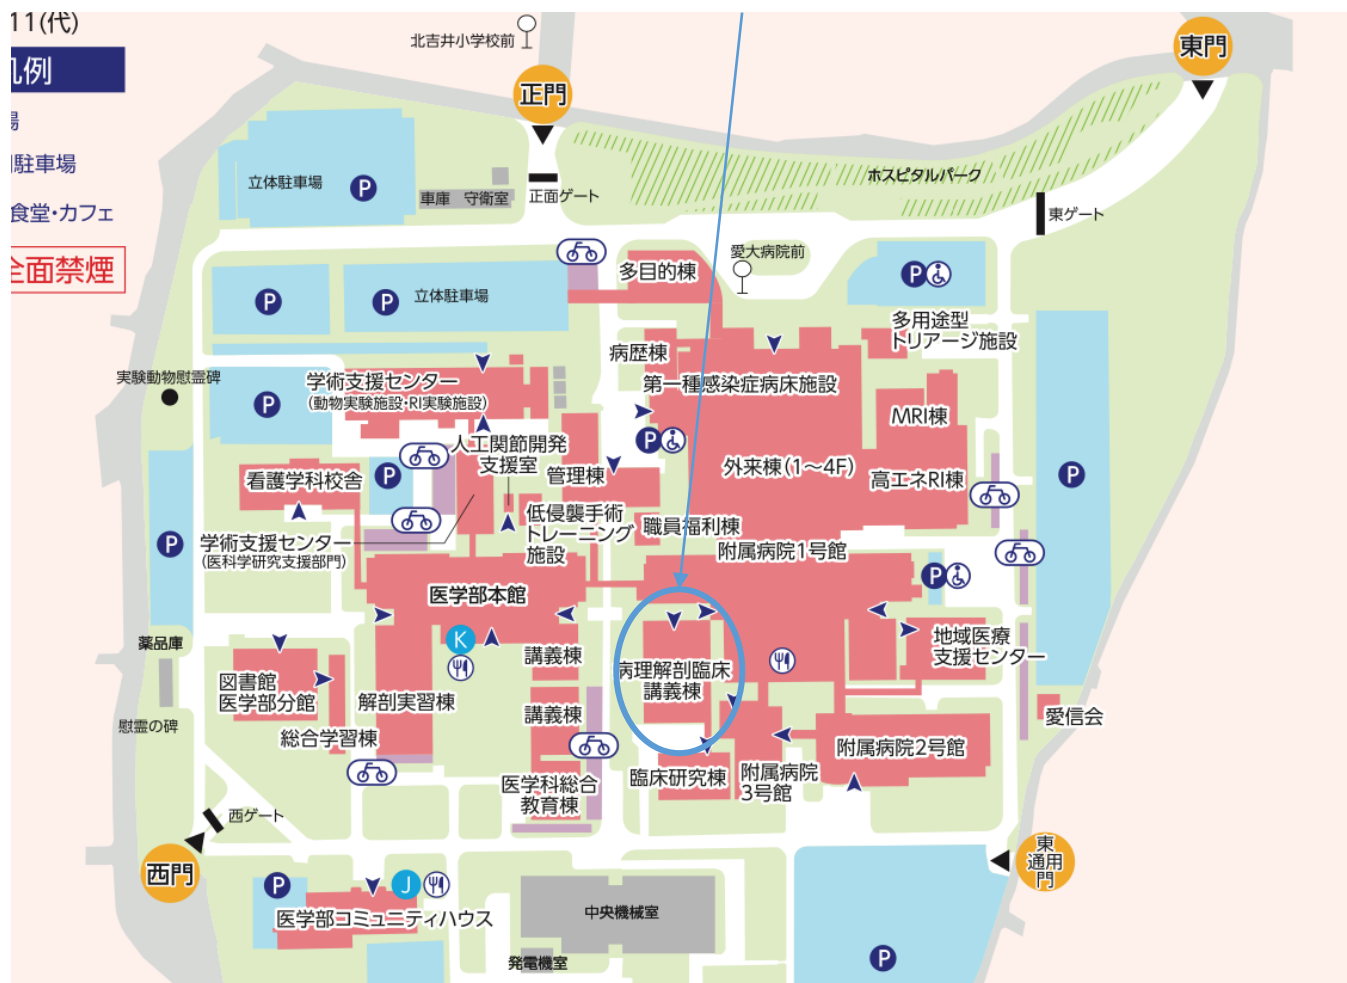 11(代)
北吉井小学校前
東門
凡例
正門
場
駐車場
ホスピタルパーク
立体駐車場
P
車庫 守衛室
正面ゲート
食堂・カフェ
東ゲート
愛大病院前
全面禁煙
多目的棟
P
P
P
立体駐車場
多用途型
トリアージ施設
病歴棟
実験動物慰霊碑
学術支援センター
(動物実験施設・RI実験施設)
第一種感染症病床施設
P
MRI棟
P
人工関節開発
支援室
外来棟(1〜4F)
高エネRI棟
P
看護学科校舎
P
管理棟
低侵襲手術
トレーニング
施設
職員福利棟
P
学術支援センター
(医科学研究支援部門)
附属病院1号館
P
医学部本館
K
薬品庫
地域医療
支援センター
講義棟
病理解剖臨床
講義棟
図書館
医学部分館
解剖実習棟
講義棟
愛信会
慰霊の碑
総合学習棟
附属病院2号館
臨床研究棟
附属病院
3号館
医学科総合
教育棟
西ゲート
西門
東
通用
門
P
J
医学部コミュニティハウス
中央機械室
発電機室
P